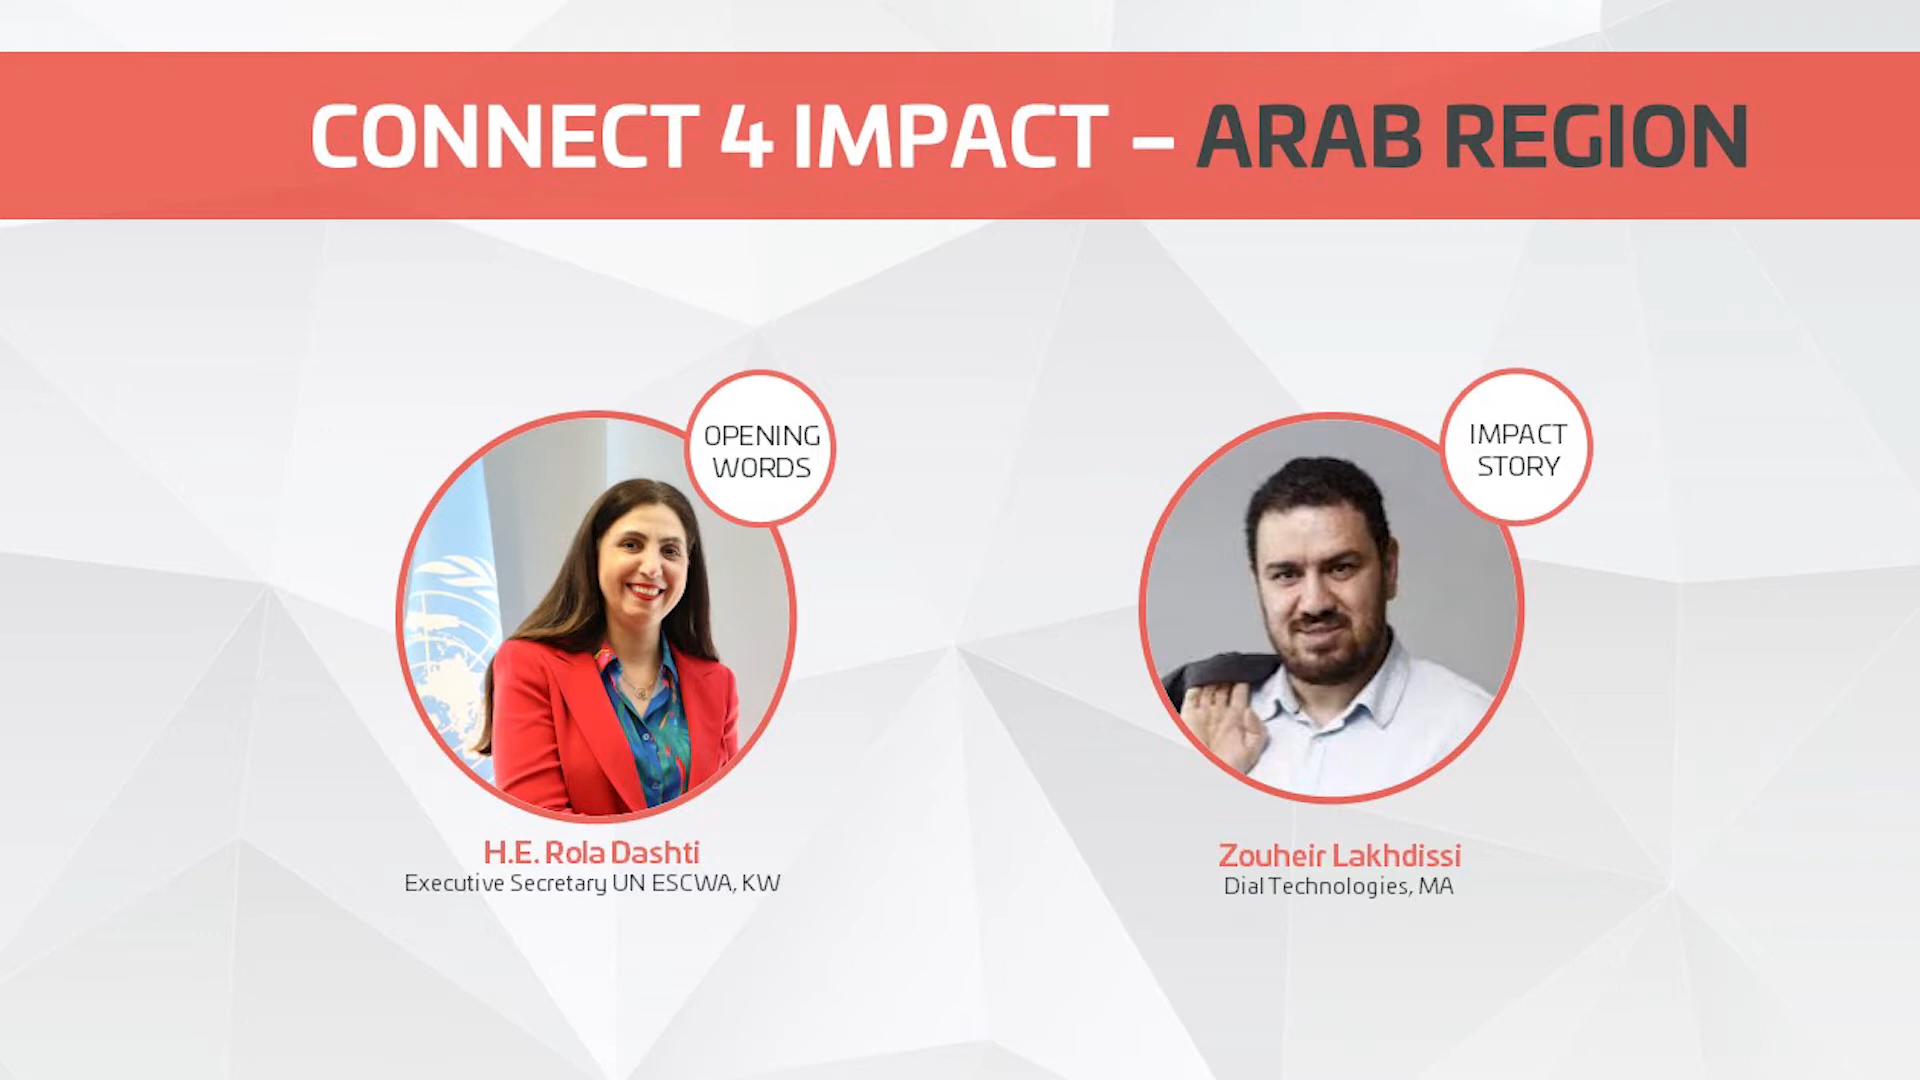 CONNECT 4 IMPACT – ARAB REGION
OPENING
WORDS
H.E. Rola Dashti
Executive Secretary UN ESCWA, KW
IMPACT
STORY
Zouheir Lakhdissi
Dial Technologies, MA